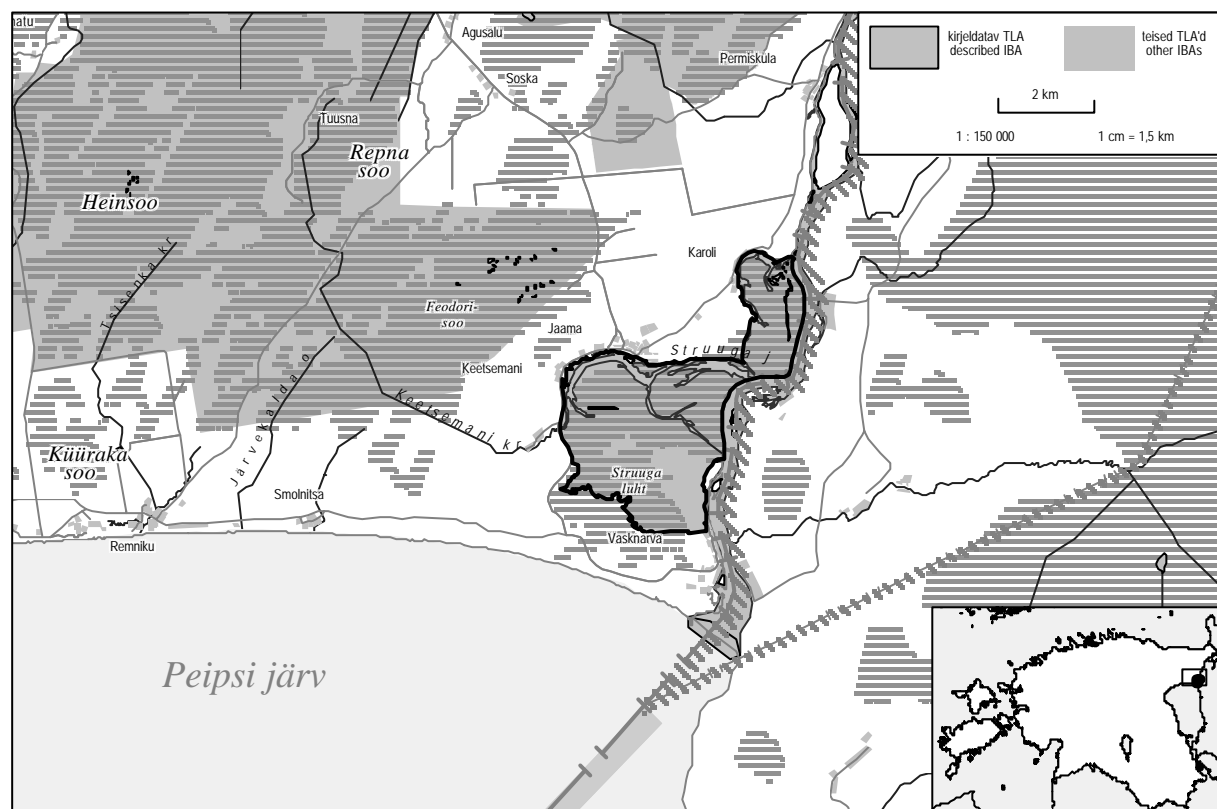 Agusalu
Soska
Permisküla
Tuusna
Repna
soo
Heinsoo
Tsisenka kr
Karoli
Feodori-
soo
Jaama
Struuga j
Keetsemani
Keetsemani kr
Järvekalda o
Küüraka
soo
Struuga
luht
Smolnitsa
Remniku
Vasknarva
Peipsi järv
kirjeldatav TLA
described IBA
teised TLA'd
other IBAs
2 km
1 : 150 000
1 cm = 1,5 km